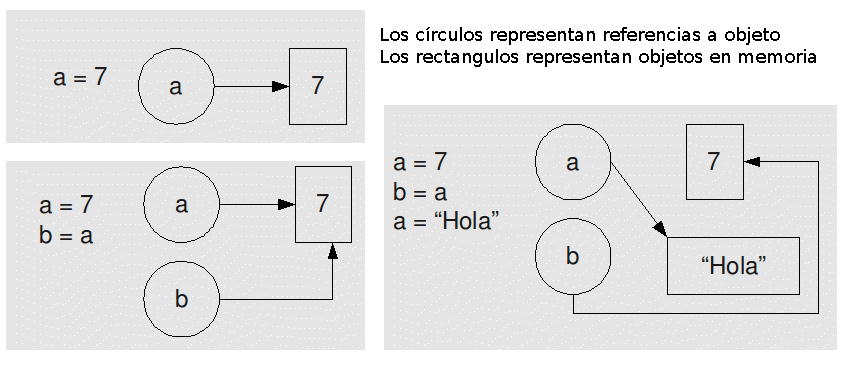 a = 7
a
7
Los círculos representan referencias a objeto
Los rectangulos representan objetos en memoria
a = 7
b = a
a
7
b
a = 7
b = a
a = “Hola”
a
7
b
“Hola”